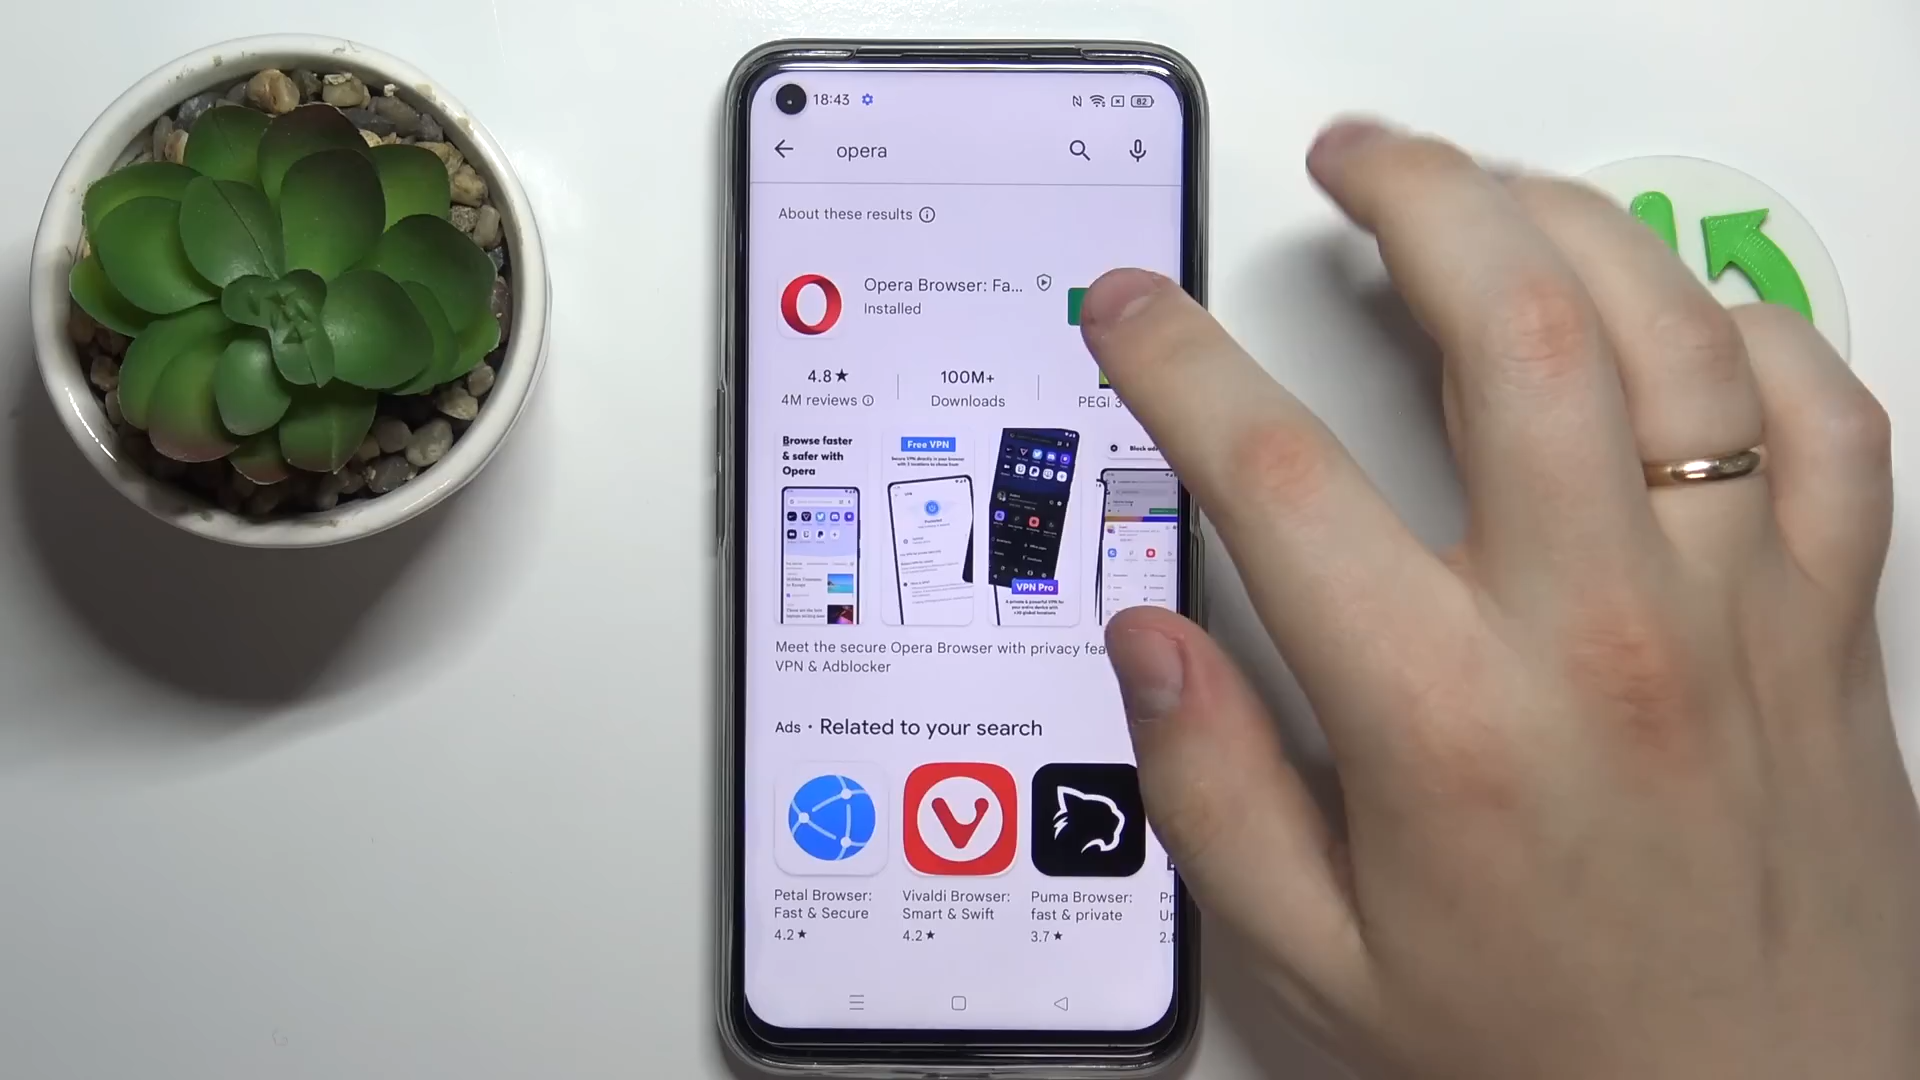 18:43
82
opera
About these results
Opera Browser: Fa...
Installed
4.8★
4M reviews
100M+
Downloads
PEGI 3
Browse faster
& safer with
Opera
Free VPN
VPN Pro
Block ads
Meet the secure Opera Browser with privacy
VPN & Adblocker
Ads · Related to your search
Petal Browser:
Fast & Secure
4.2★
Vivaldi Browser:
Smart & Swift
4.2★
Puma Browser:
fast & private
3.7★